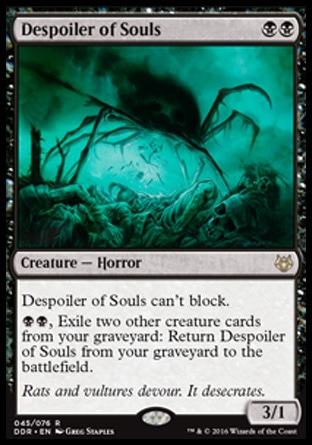 Despoiler of Souls
Creature — Horror
Despoiler of Souls can't block.
, Exile two other creature cards
from your graveyard: Return Despoiler
of Souls from your graveyard to the
battlefield.
Rats and vultures devour. It desecrates.
3/1
045/076 R
DDR • EN Greg Staples
™ & © 2016 Wizards of the Coast